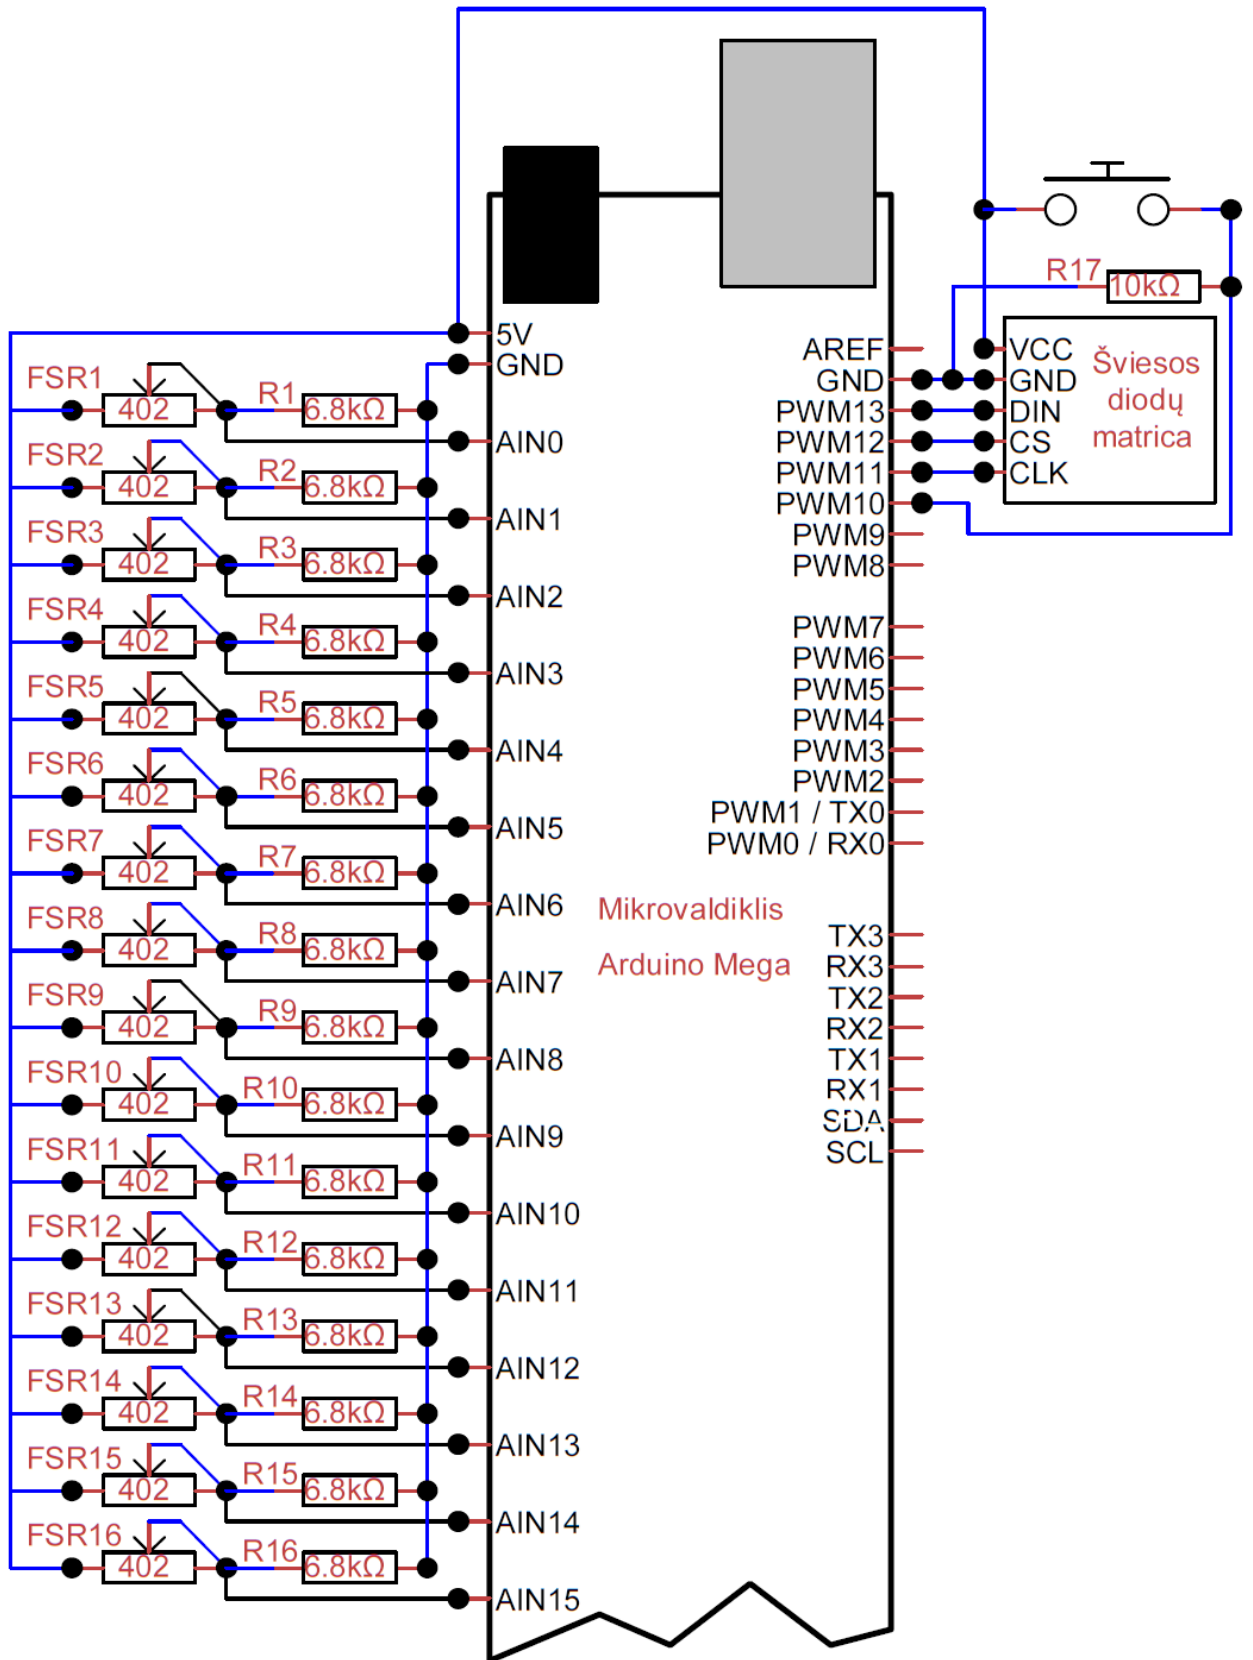 R17 10kΩ
5V
GND
FSR1 402 R1 6.8kΩ
AIN0
FSR2 402 R2 6.8kΩ
AIN1
FSR3 402 R3 6.8kΩ
AIN2
FSR4 402 R4 6.8kΩ
AIN3
FSR5 402 R5 6.8kΩ
AIN4
FSR6 402 R6 6.8kΩ
AIN5
FSR7 402 R7 6.8kΩ
AIN6
FSR8 402 R8 6.8kΩ
AIN7
FSR9 402 R9 6.8kΩ
AIN8
FSR10 402 R10 6.8kΩ
AIN9
FSR11 402 R11 6.8kΩ
AIN10
FSR12 402 R12 6.8kΩ
AIN11
FSR13 402 R13 6.8kΩ
AIN12
FSR14 402 R14 6.8kΩ
AIN13
FSR15 402 R15 6.8kΩ
AIN14
FSR16 402 R16 6.8kΩ
AIN15
Mikrovaldiklis
Arduino Mega
AREF
GND
PWM13
PWM12
PWM11
PWM10
PWM9
PWM8
PWM7
PWM6
PWM5
PWM4
PWM3
PWM2
PWM1 / TX0
PWM0 / RX0
TX3
RX3
TX2
RX2
TX1
RX1
SDA
SCL
VCC
GND
DIN
CS
CLK
Šviesos
diodų
matrica